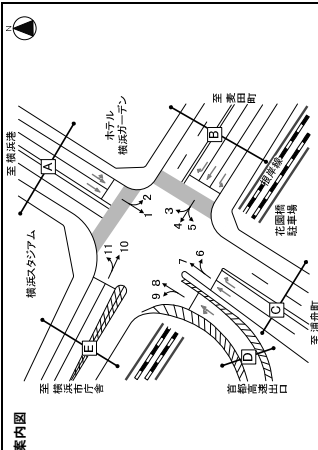 案内図
N
至 横浜港
A
ホテル
横浜ガーデン
至 麦田町
B
横浜スタジアム
1
2
3
4
5
根岸線
花園橋
駐車場
11
10
9
8
7
6
C
至 浦舟町
D
首都高速出口
E
至 横浜市庁舎